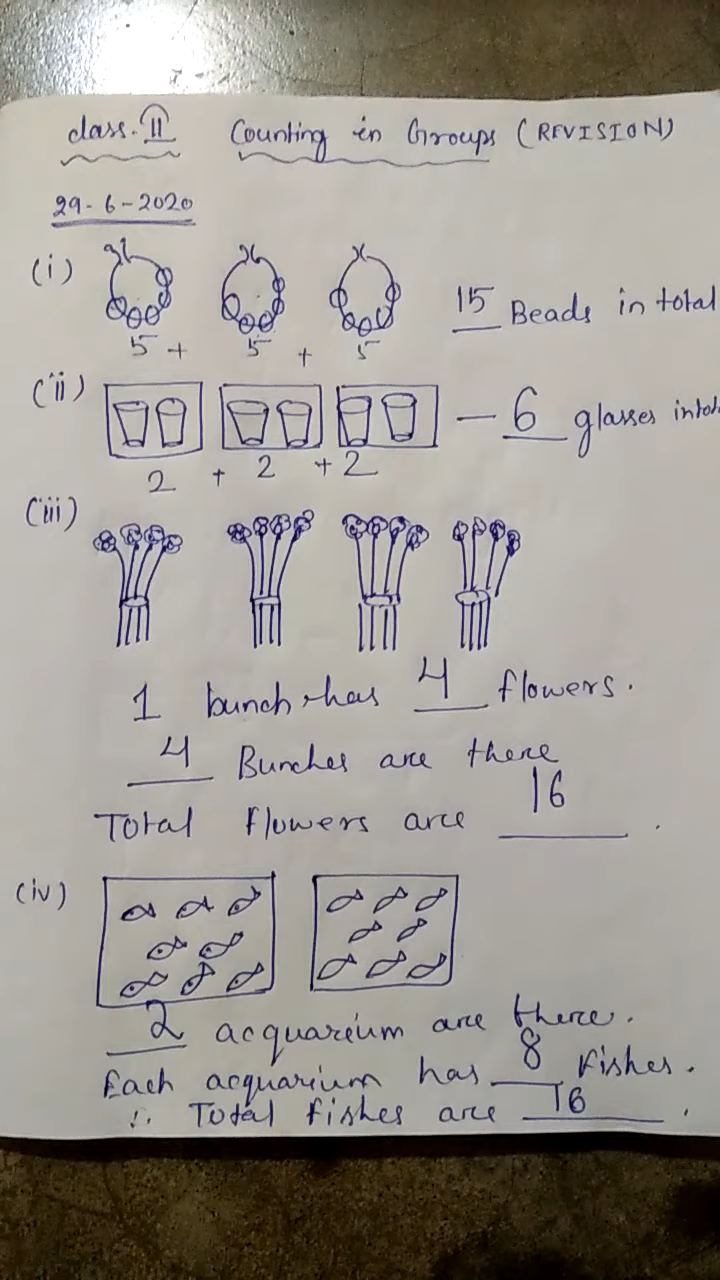 class. II Counting in Groups (REVISION)
29-6-2020
(i)
5 + 5 + 5
15 Beads in total
(ii)
2 + 2 + 2
— 6 glasses in tot
(iii)
1 bunch has 4 flowers.
4 Bunches are there
Total flowers are 16.
(iv)
2 acquareium are there.
Each acquarium has 8 fishes.
∴ Total fishes are 16.